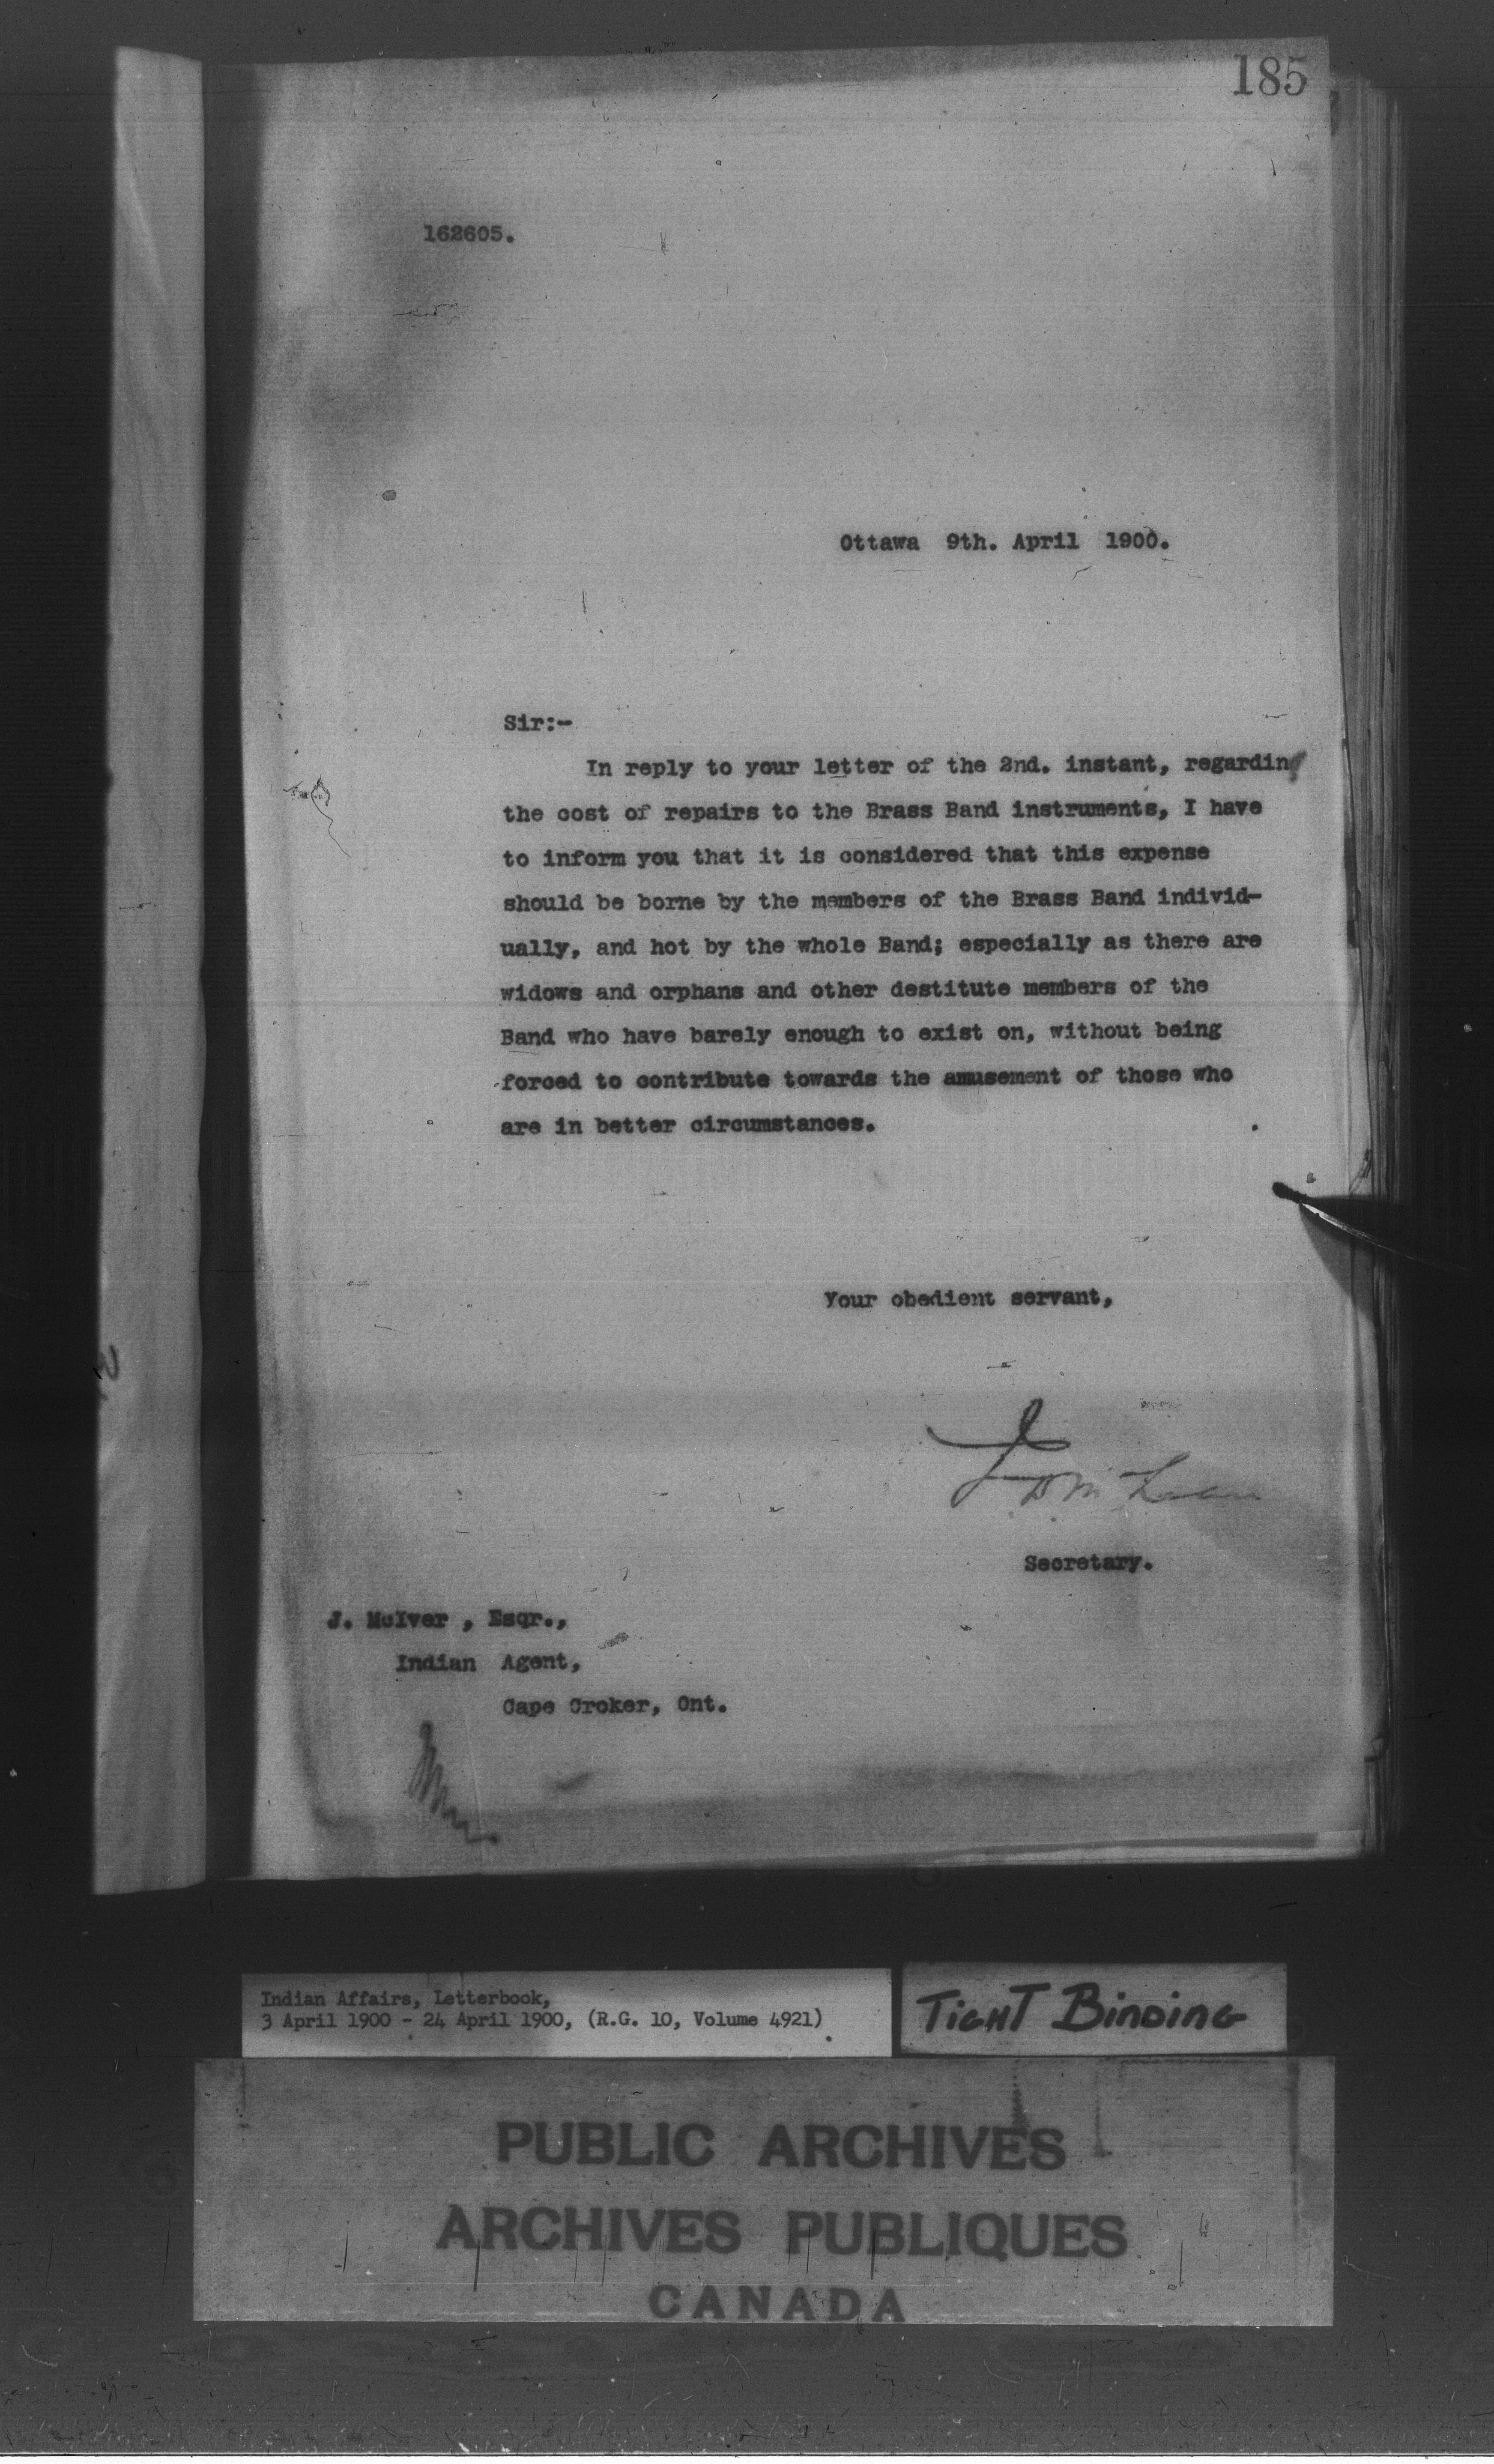 185
162605.
Ottawa 9th. April 1900.
Sir:-
In reply to your letter of the 2nd. instant, regarding
the cost of repairs to the Brass Band instruments, I have
to inform you that it is considered that this expense
should be borne by the members of the Brass Band individ-
ually, and hot by the whole Band; especially as there are
widows and orphans and other destitute members of the
Band who have barely enough to exist on, without being
forced to contribute towards the amusement of those who
are in better circumstances.
Your obedient servant,
J D McLean
Secretary.
J. McIver , Esqr.,
Indian Agent,
Cape Croker, Ont.
Indian Affairs, Letterbook,
3 April 1900 - 24 April 1900, (R.G. 10, Volume 4921)
TIGHT BINDING
PUBLIC ARCHIVES
ARCHIVES PUBLIQUES
CANADA